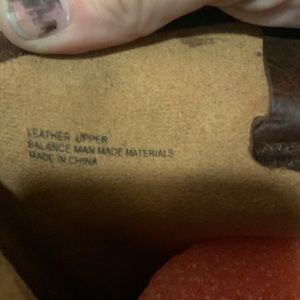 LEATHER UPPER
BALANCE MAN MADE MATERIALS
MADE IN CHINA